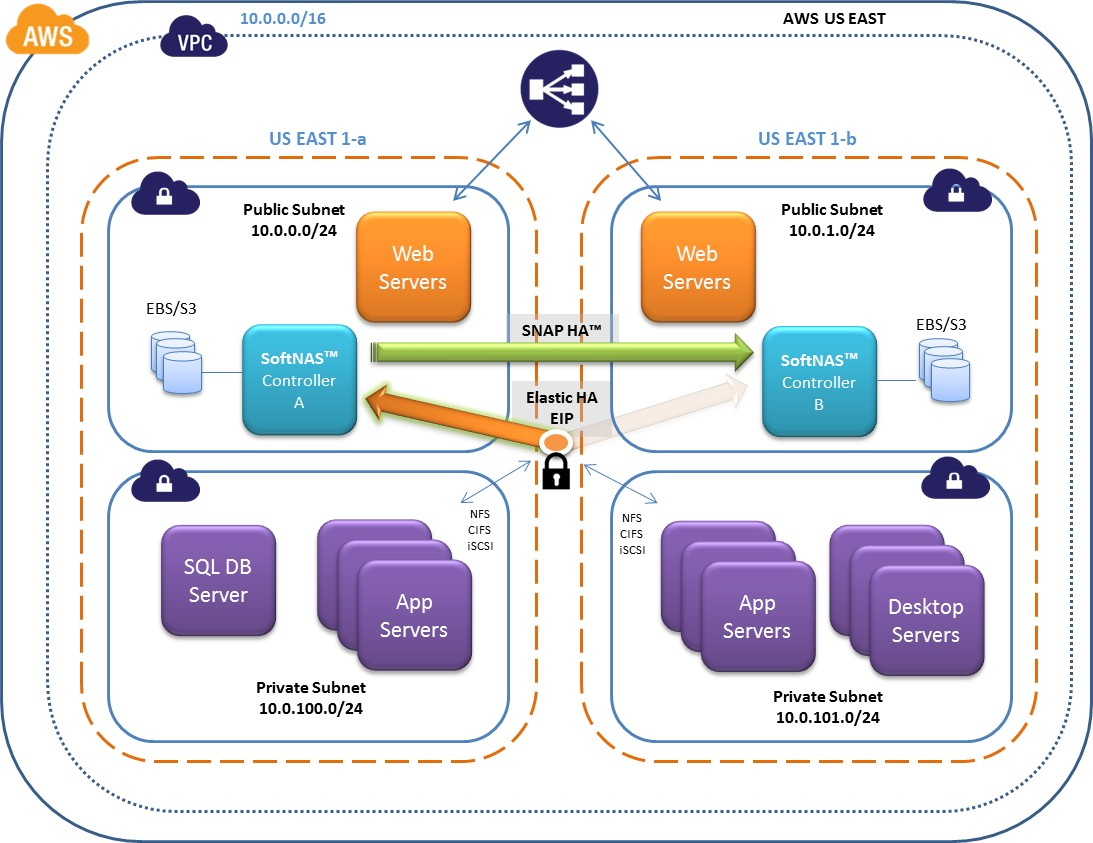 AWS
VPC
10.0.0.0/16
AWS US EAST
US EAST 1-a
US EAST 1-b
Public Subnet
10.0.0.0/24
Web
Servers
EBS/S3
SoftNAS™
Controller
A
SNAP HA™
Elastic HA
EIP
Public Subnet
10.0.1.0/24
Web
Servers
SoftNAS™
Controller
B
EBS/S3
NFS
CIFS
iSCSI
SQL DB
Server
App
Servers
Private Subnet
10.0.100.0/24
NFS
CIFS
iSCSI
App
Servers
Desktop
Servers
Private Subnet
10.0.101.0/24